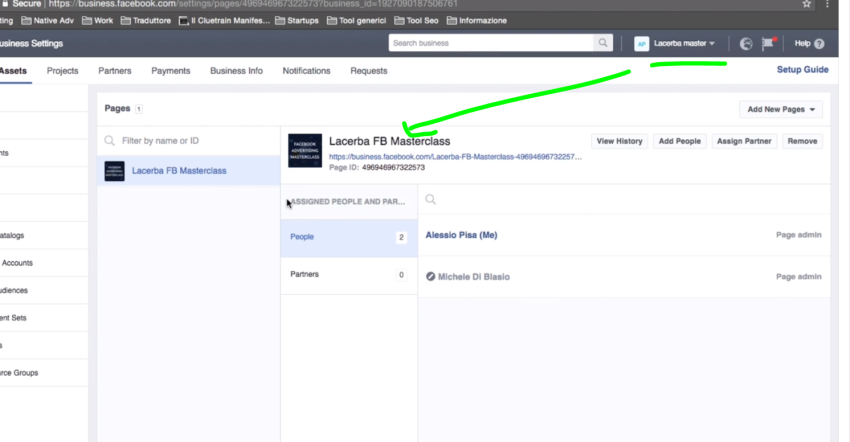 Secure | https://business.facebook.com/settings/pages/496946967322573?business_id=1927090187506761
ting Native Adv Work Traduttore Il Cluetrain Manifes... Startups Tool generici Tool Seo Informazione
usiness Settings
Search business
AP Lacerba master
Help ?
Assets Projects Partners Payments Business Info Notifications Requests
Setup Guide
Pages 1
Add New Pages
Filter by name or ID
Lacerba FB Masterclass
FACEBOOK
ADVERTISING
MASTERCLASS
Lacerba FB Masterclass
https://business.facebook.com/Lacerba-FB-Masterclass-49694696732257...
Page ID: 496946967322573
View History Add People Assign Partner Remove
ASSIGNED PEOPLE AND PAR...
People 2
Partners 0
Alessio Pisa (Me) Page admin
Michele Di Blasio Page admin
nts
atalogs
Accounts
udiences
ent Sets
s
rce Groups